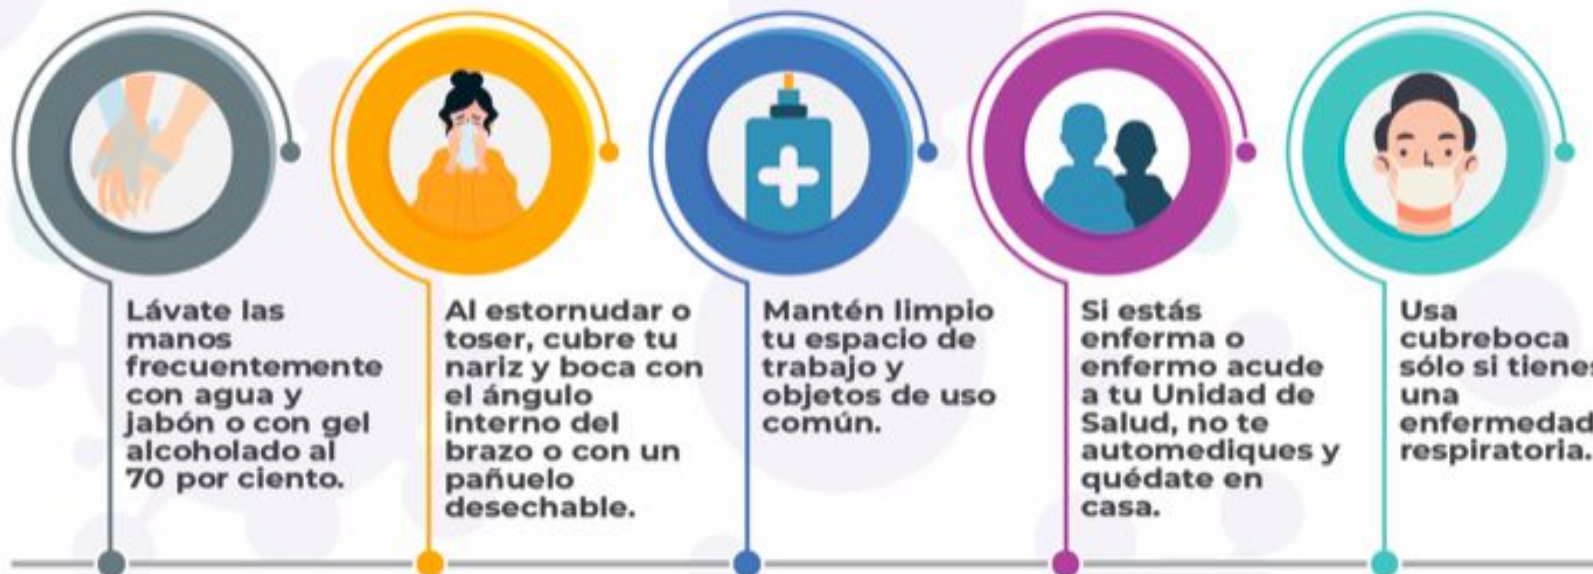 Lávate las
manos
frecuentemente
con agua y
jabón o con gel
alcoholado al
70 por ciento.
Al estornudar o
toser, cubre tu
nariz y boca con
el ángulo
interno del
brazo o con un
pañuelo
desechable.
Mantén limpio
tu espacio de
trabajo y
objetos de uso
común.
Si estás
enferma o
enfermo acude
a tu Unidad de
Salud, no te
automediques y
quédate en
casa.
Usa
cubreboca
sólo si tienes
una
enfermedad
respiratoria.